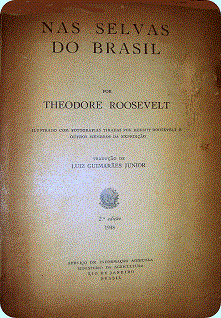 NAS SELVAS
DO BRASIL
POR
THEODORE ROOSEVELT
ILUSTRADO COM FOTOGRAFIAS TIRADAS POR KERMIT ROOSEVELT E
OUTROS MEMBROS DA EXPEDIÇÃO
TRADUÇÃO DE
LUIZ GUIMARÃES JUNIOR
2.ª edição
1948
SERVIÇO DE INFORMAÇÃO AGRÍCOLA
MINISTÉRIO DA AGRICULTURA
RIO DE JANEIRO
BRASIL